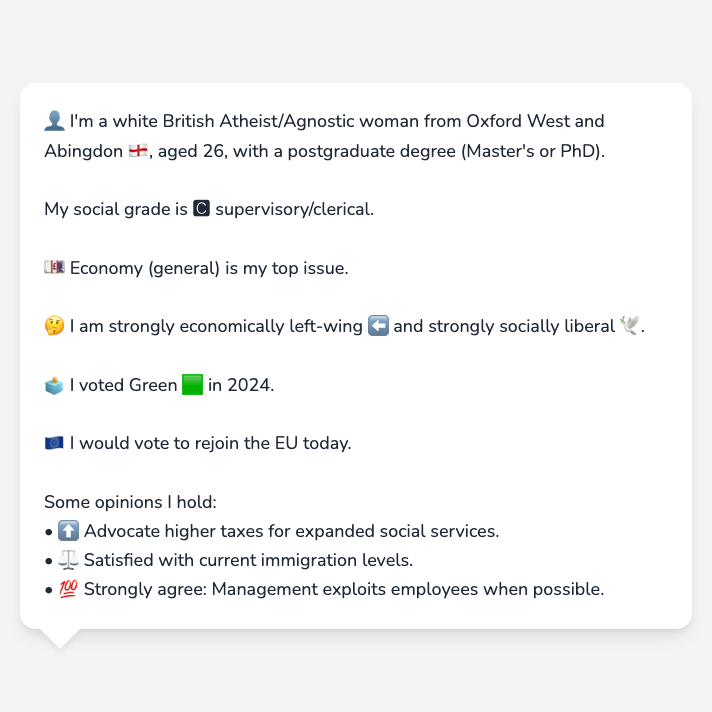 👤 I'm a white British Atheist/Agnostic woman from Oxford West and
Abingdon 🏴󠁧󠁢󠁥󠁮󠁧󠁿, aged 26, with a postgraduate degree (Master's or PhD).
My social grade is 🅲 supervisory/clerical.
💷 Economy (general) is my top issue.
🤔 I am strongly economically left-wing ⬅️ and strongly socially liberal 🕊️.
🗳️ I voted Green 🟩 in 2024.
🇪🇺 I would vote to rejoin the EU today.
Some opinions I hold:
• ⬆️ Advocate higher taxes for expanded social services.
• ⚖️ Satisfied with current immigration levels.
• 💯 Strongly agree: Management exploits employees when possible.